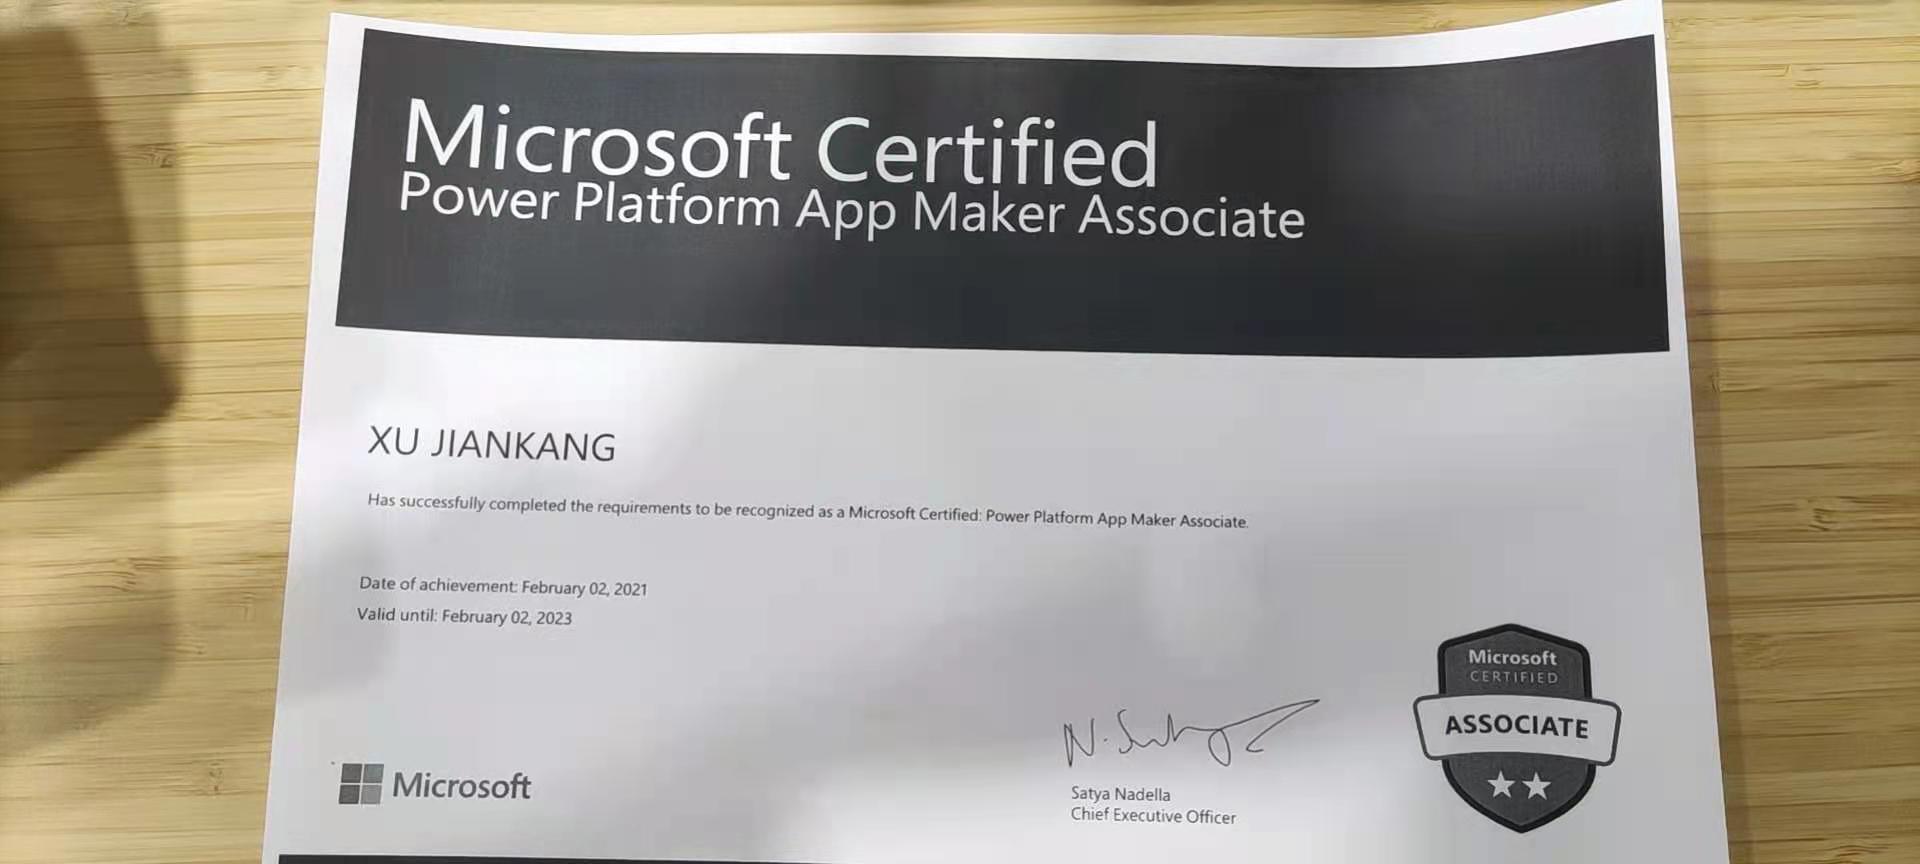 Microsoft Certified
Power Platform App Maker Associate
XU JIANKANG
Has successfully completed the requirements to be recognized as a Microsoft Certified: Power Platform App Maker Associate.
Date of achievement: February 02, 2021
Valid until: February 02, 2023
Microsoft
CERTIFIED
ASSOCIATE
Microsoft
Satya Nadella
Chief Executive Officer